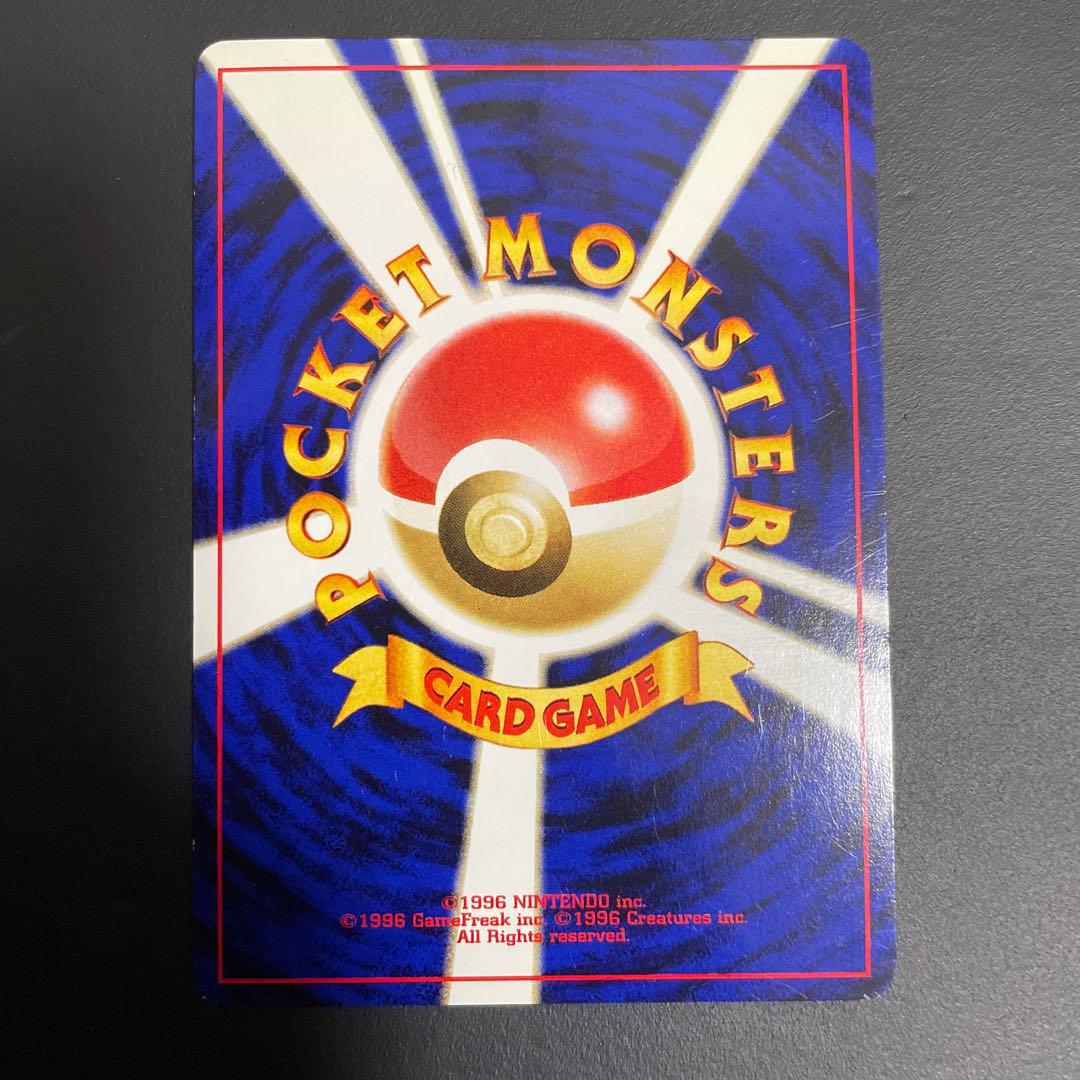 POCKET MONSTERS
CARD GAME
©1996 NINTENDO inc.
©1996 GameFreak inc. ©1996 Creatures inc.
All Rights reserved.